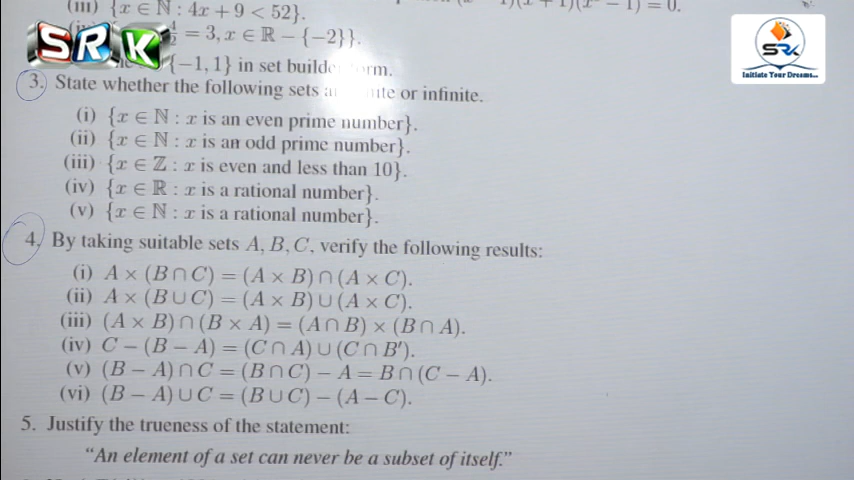 (iii) {x ∈ ℕ : 4x + 9 < 52}.
= 3, x ∈ ℝ − {−2}}.
{−1, 1} in set builde
3. State whether the following sets or infinite.
(i) {x ∈ ℕ : x is an even prime number}.
(ii) {x ∈ ℕ : x is an odd prime number}.
(iii) {x ∈ ℤ : x is even and less than 10}.
(iv) {x ∈ ℝ : x is a rational number}.
(v) {x ∈ ℕ : x is a rational number}.
4. By taking suitable sets A, B, C, verify the following results:
(i) A × (B ∩ C) = (A × B) ∩ (A × C).
(ii) A × (B ∪ C) = (A × B) ∪ (A × C).
(iii) (A × B) ∩ (B × A) = (A ∩ B) × (B ∩ A).
(iv) C − (B − A) = (C ∩ A) ∪ (C ∩ B′).
(v) (B − A) ∩ C = (B ∩ C) − A = B ∩ (C − A).
(vi) (B − A) ∪ C = (B ∪ C) − (A − C).
5. Justify the trueness of the statement:
“An element of a set can never be a subset of itself.”
SRK
SRK
Initiate Your Dreams...